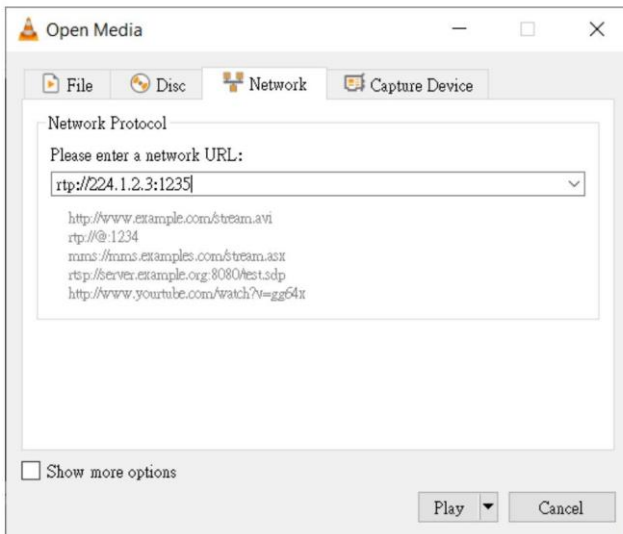 Open Media
File Disc Network Capture Device
Network Protocol
Please enter a network URL:
rtp://224.1.2.3:1235
http://www.example.com/stream.avi
rtp://@:1234
mms://mms.examples.com/stream.asx
rtsp://server.example.org:8080/test.sdp
http://www.yourtube.com/watch?v=gg64x
Show more options
Play Cancel